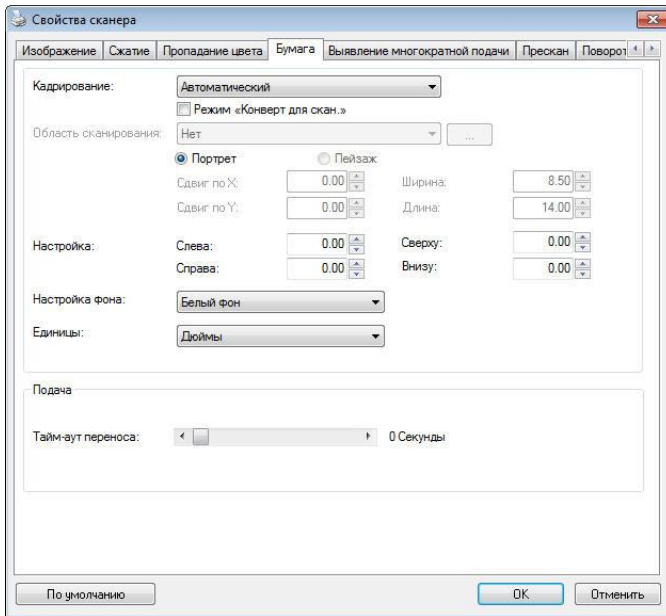 Свойства сканера
Изображение Сжатие Пропадание цвета Бумага Выявление многократной подачи Прескан Поворот
Кадрирование: Автоматический
Режим «Конверт для скан.»
Область сканирования: Нет ...
Портрет Пейзаж
Сдвиг по X: 0.00 Ширина: 8.50
Сдвиг по Y: 0.00 Длина: 14.00
Настройка: Слева: 0.00 Сверху: 0.00
Справа: 0.00 Внизу: 0.00
Настройка фона: Белый фон
Единицы: Дюймы
Подача
Тайм-аут переноса: 0 Секунды
По умолчанию OK Отменить